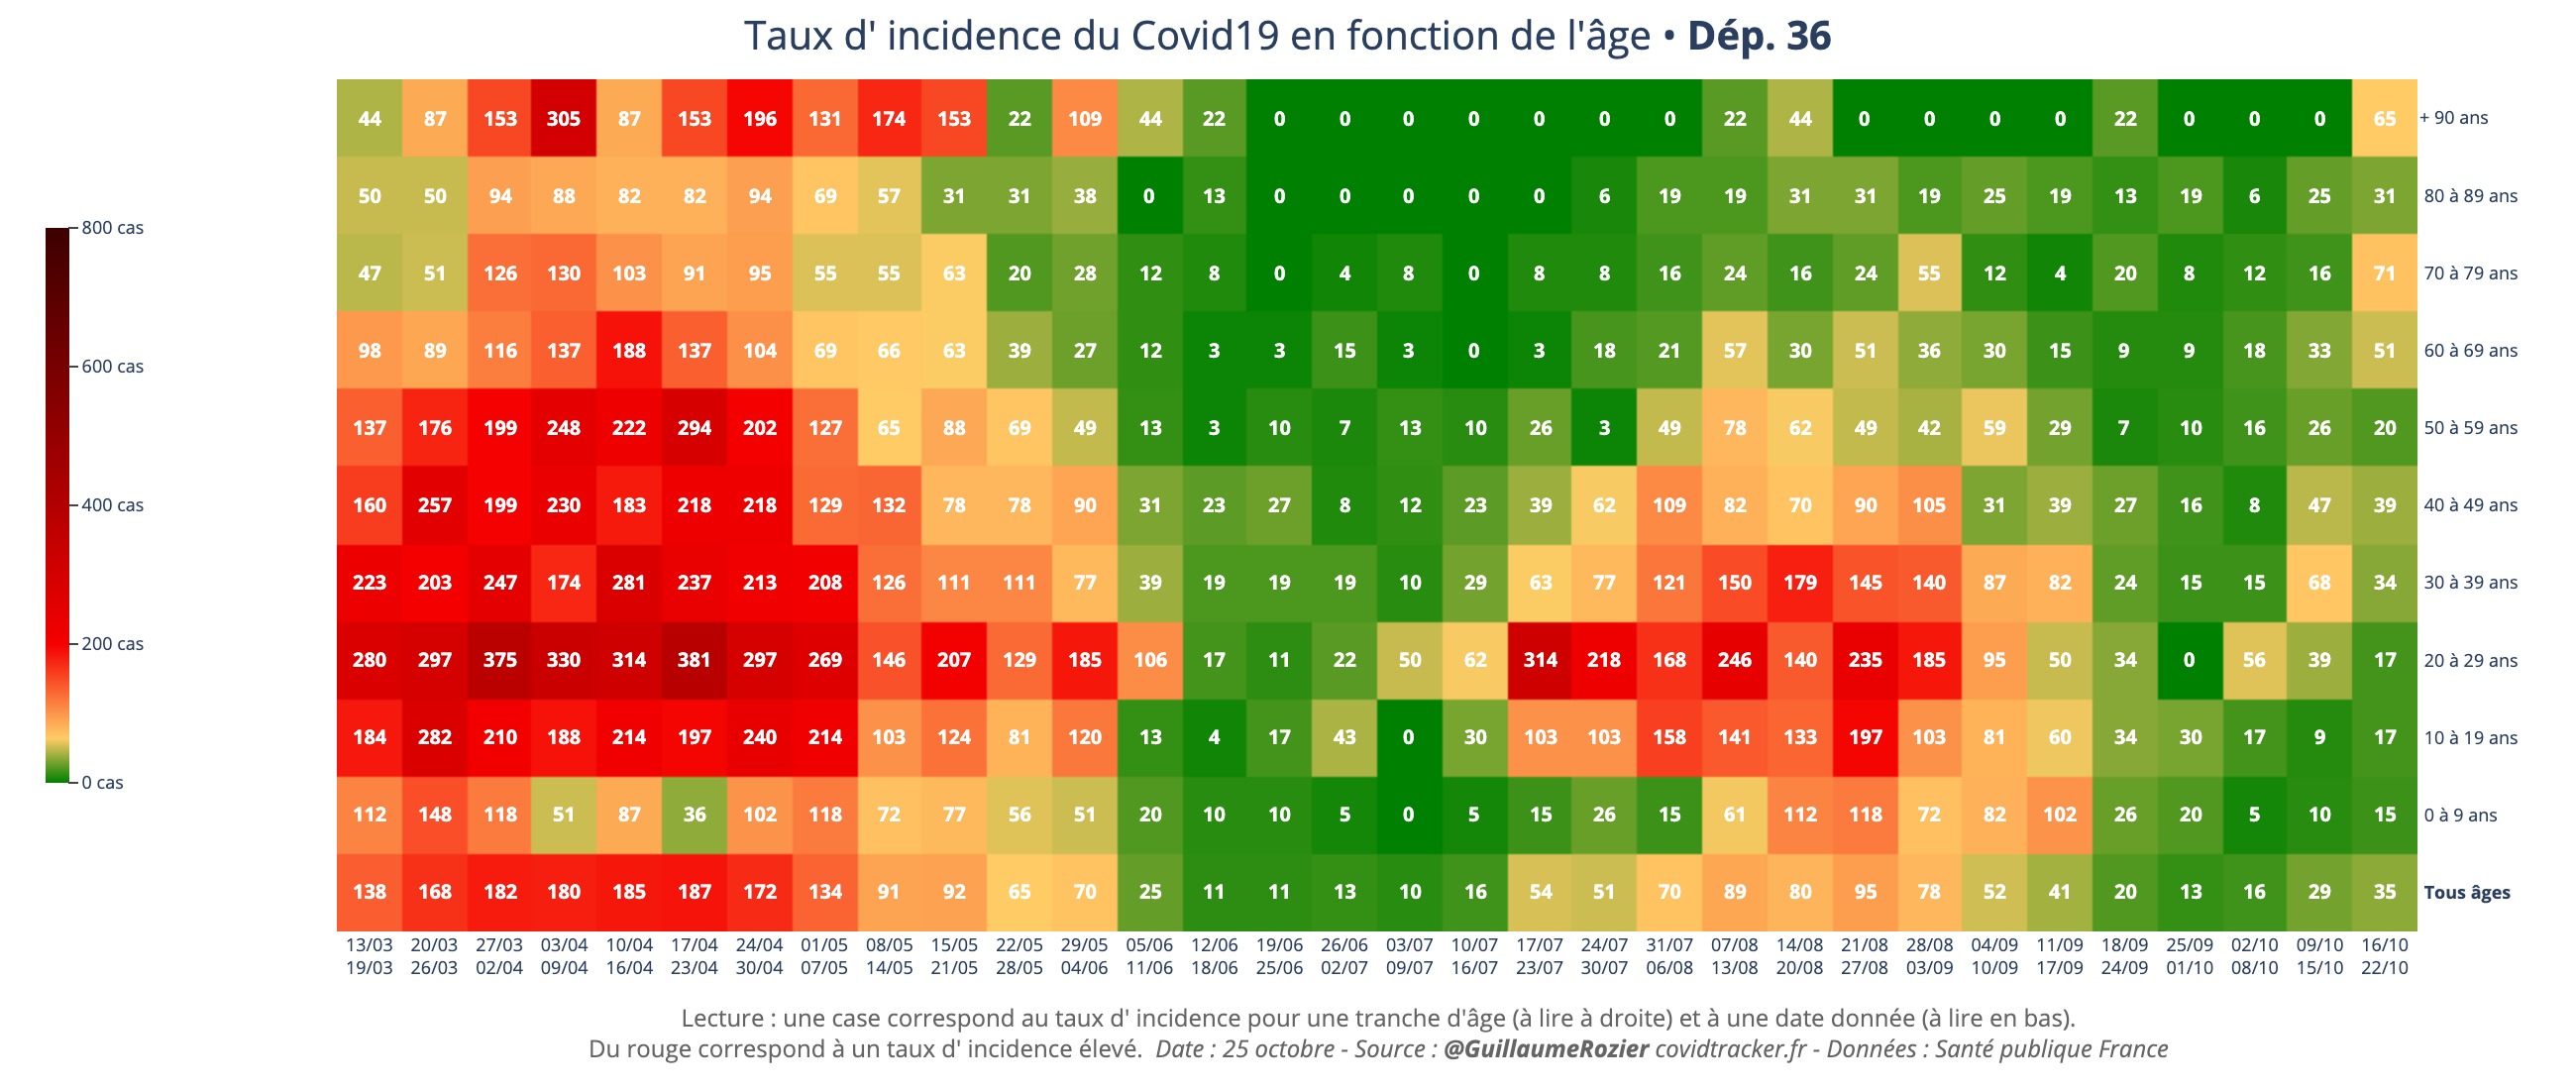 Taux d' incidence du Covid19 en fonction de l'âge • Dép. 36
800 cas
600 cas
400 cas
200 cas
0 cas
44 87 153 305 87 153 196 131 174 153 22 109 44 22 0 0 0 0 0 0 0 22 44 0 0 0 0 22 0 0 0 65 + 90 ans
50 50 94 88 82 82 94 69 57 31 31 38 0 13 0 0 0 0 0 6 19 19 31 31 19 25 19 13 19 6 25 31 80 à 89 ans
47 51 126 130 103 91 95 55 55 63 20 28 12 8 0 4 8 0 8 8 16 24 16 24 55 12 4 20 8 12 16 71 70 à 79 ans
98 89 116 137 188 137 104 69 66 63 39 27 12 3 3 15 3 0 3 18 21 57 30 51 36 30 15 9 9 18 33 51 60 à 69 ans
137 176 199 248 222 294 202 127 65 88 69 49 13 3 10 7 13 10 26 3 49 78 62 49 42 59 29 7 10 16 26 20 50 à 59 ans
160 257 199 230 183 218 218 129 132 78 78 90 31 23 27 8 12 23 39 62 109 82 70 90 105 31 39 27 16 8 47 39 40 à 49 ans
223 203 247 174 281 237 213 208 126 111 111 77 39 19 19 19 10 29 63 77 121 150 179 145 140 87 82 24 15 15 68 34 30 à 39 ans
280 297 375 330 314 381 297 269 146 207 129 185 106 17 11 22 50 62 314 218 168 246 140 235 185 95 50 34 0 56 39 17 20 à 29 ans
184 282 210 188 214 197 240 214 103 124 81 120 13 4 17 43 0 30 103 103 158 141 133 197 103 81 60 34 30 17 9 17 10 à 19 ans
112 148 118 51 87 36 102 118 72 77 56 51 20 10 10 5 0 5 15 26 15 61 112 118 72 82 102 26 20 5 10 15 0 à 9 ans
138 168 182 180 185 187 172 134 91 92 65 70 25 11 11 13 10 16 54 51 70 89 80 95 78 52 41 20 13 16 29 35 Tous âges
13/03 20/03 27/03 03/04 10/04 17/04 24/04 01/05 08/05 15/05 22/05 29/05 05/06 12/06 19/06 26/06 03/07 10/07 17/07 24/07 31/07 07/08 14/08 21/08 28/08 04/09 11/09 18/09 25/09 02/10 09/10 16/10
19/03 26/03 02/04 09/04 16/04 23/04 30/04 07/05 14/05 21/05 28/05 04/06 11/06 18/06 25/06 02/07 09/07 16/07 23/07 30/07 06/08 13/08 20/08 27/08 03/09 10/09 17/09 24/09 01/10 08/10 15/10 22/10
Lecture : une case correspond au taux d' incidence pour une tranche d'âge (à lire à droite) et à une date donnée (à lire en bas).
Du rouge correspond à un taux d' incidence élevé. Date : 25 octobre - Source : @GuillaumeRozier covidtracker.fr - Données : Santé publique France